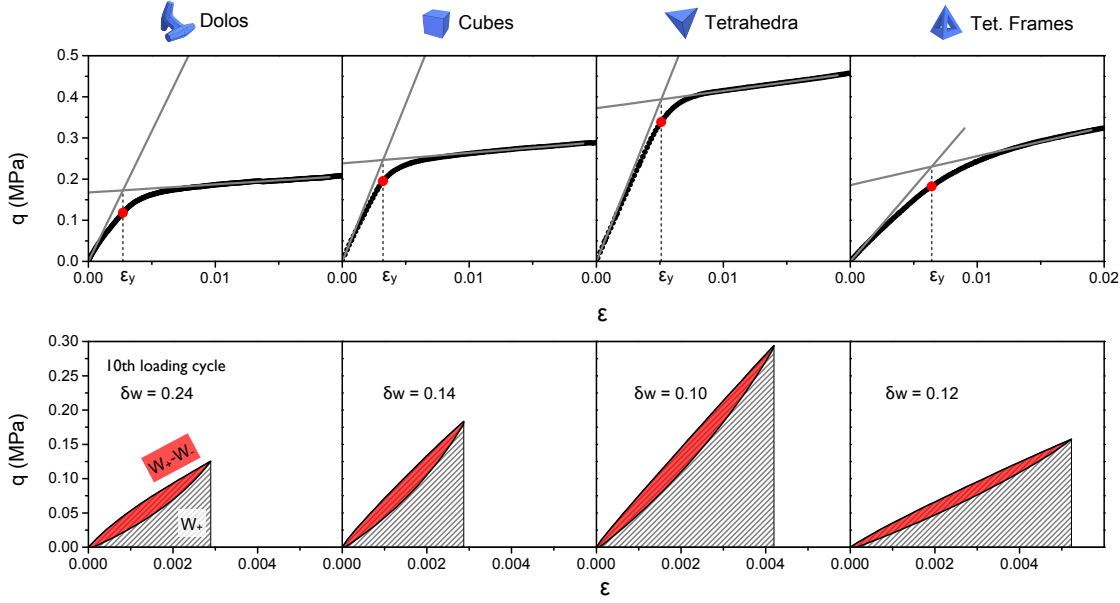 Dolos
Cubes
Tetrahedra
Tet. Frames
0.5
0.4
0.3
0.2
0.1
0.0
q (MPa)
0.00 εy 0.01
0.00 εy 0.01
0.00 εy 0.01
0.00 εy 0.01 0.02
ε
0.30
0.25
0.20
0.15
0.10
0.05
0.00
q (MPa)
10th loading cycle
δw = 0.24
δw = 0.14
δw = 0.10
δw = 0.12
W+-W-
W+
0.000 0.002 0.004
0.000 0.002 0.004
0.000 0.002 0.004
0.000 0.002 0.004
ε